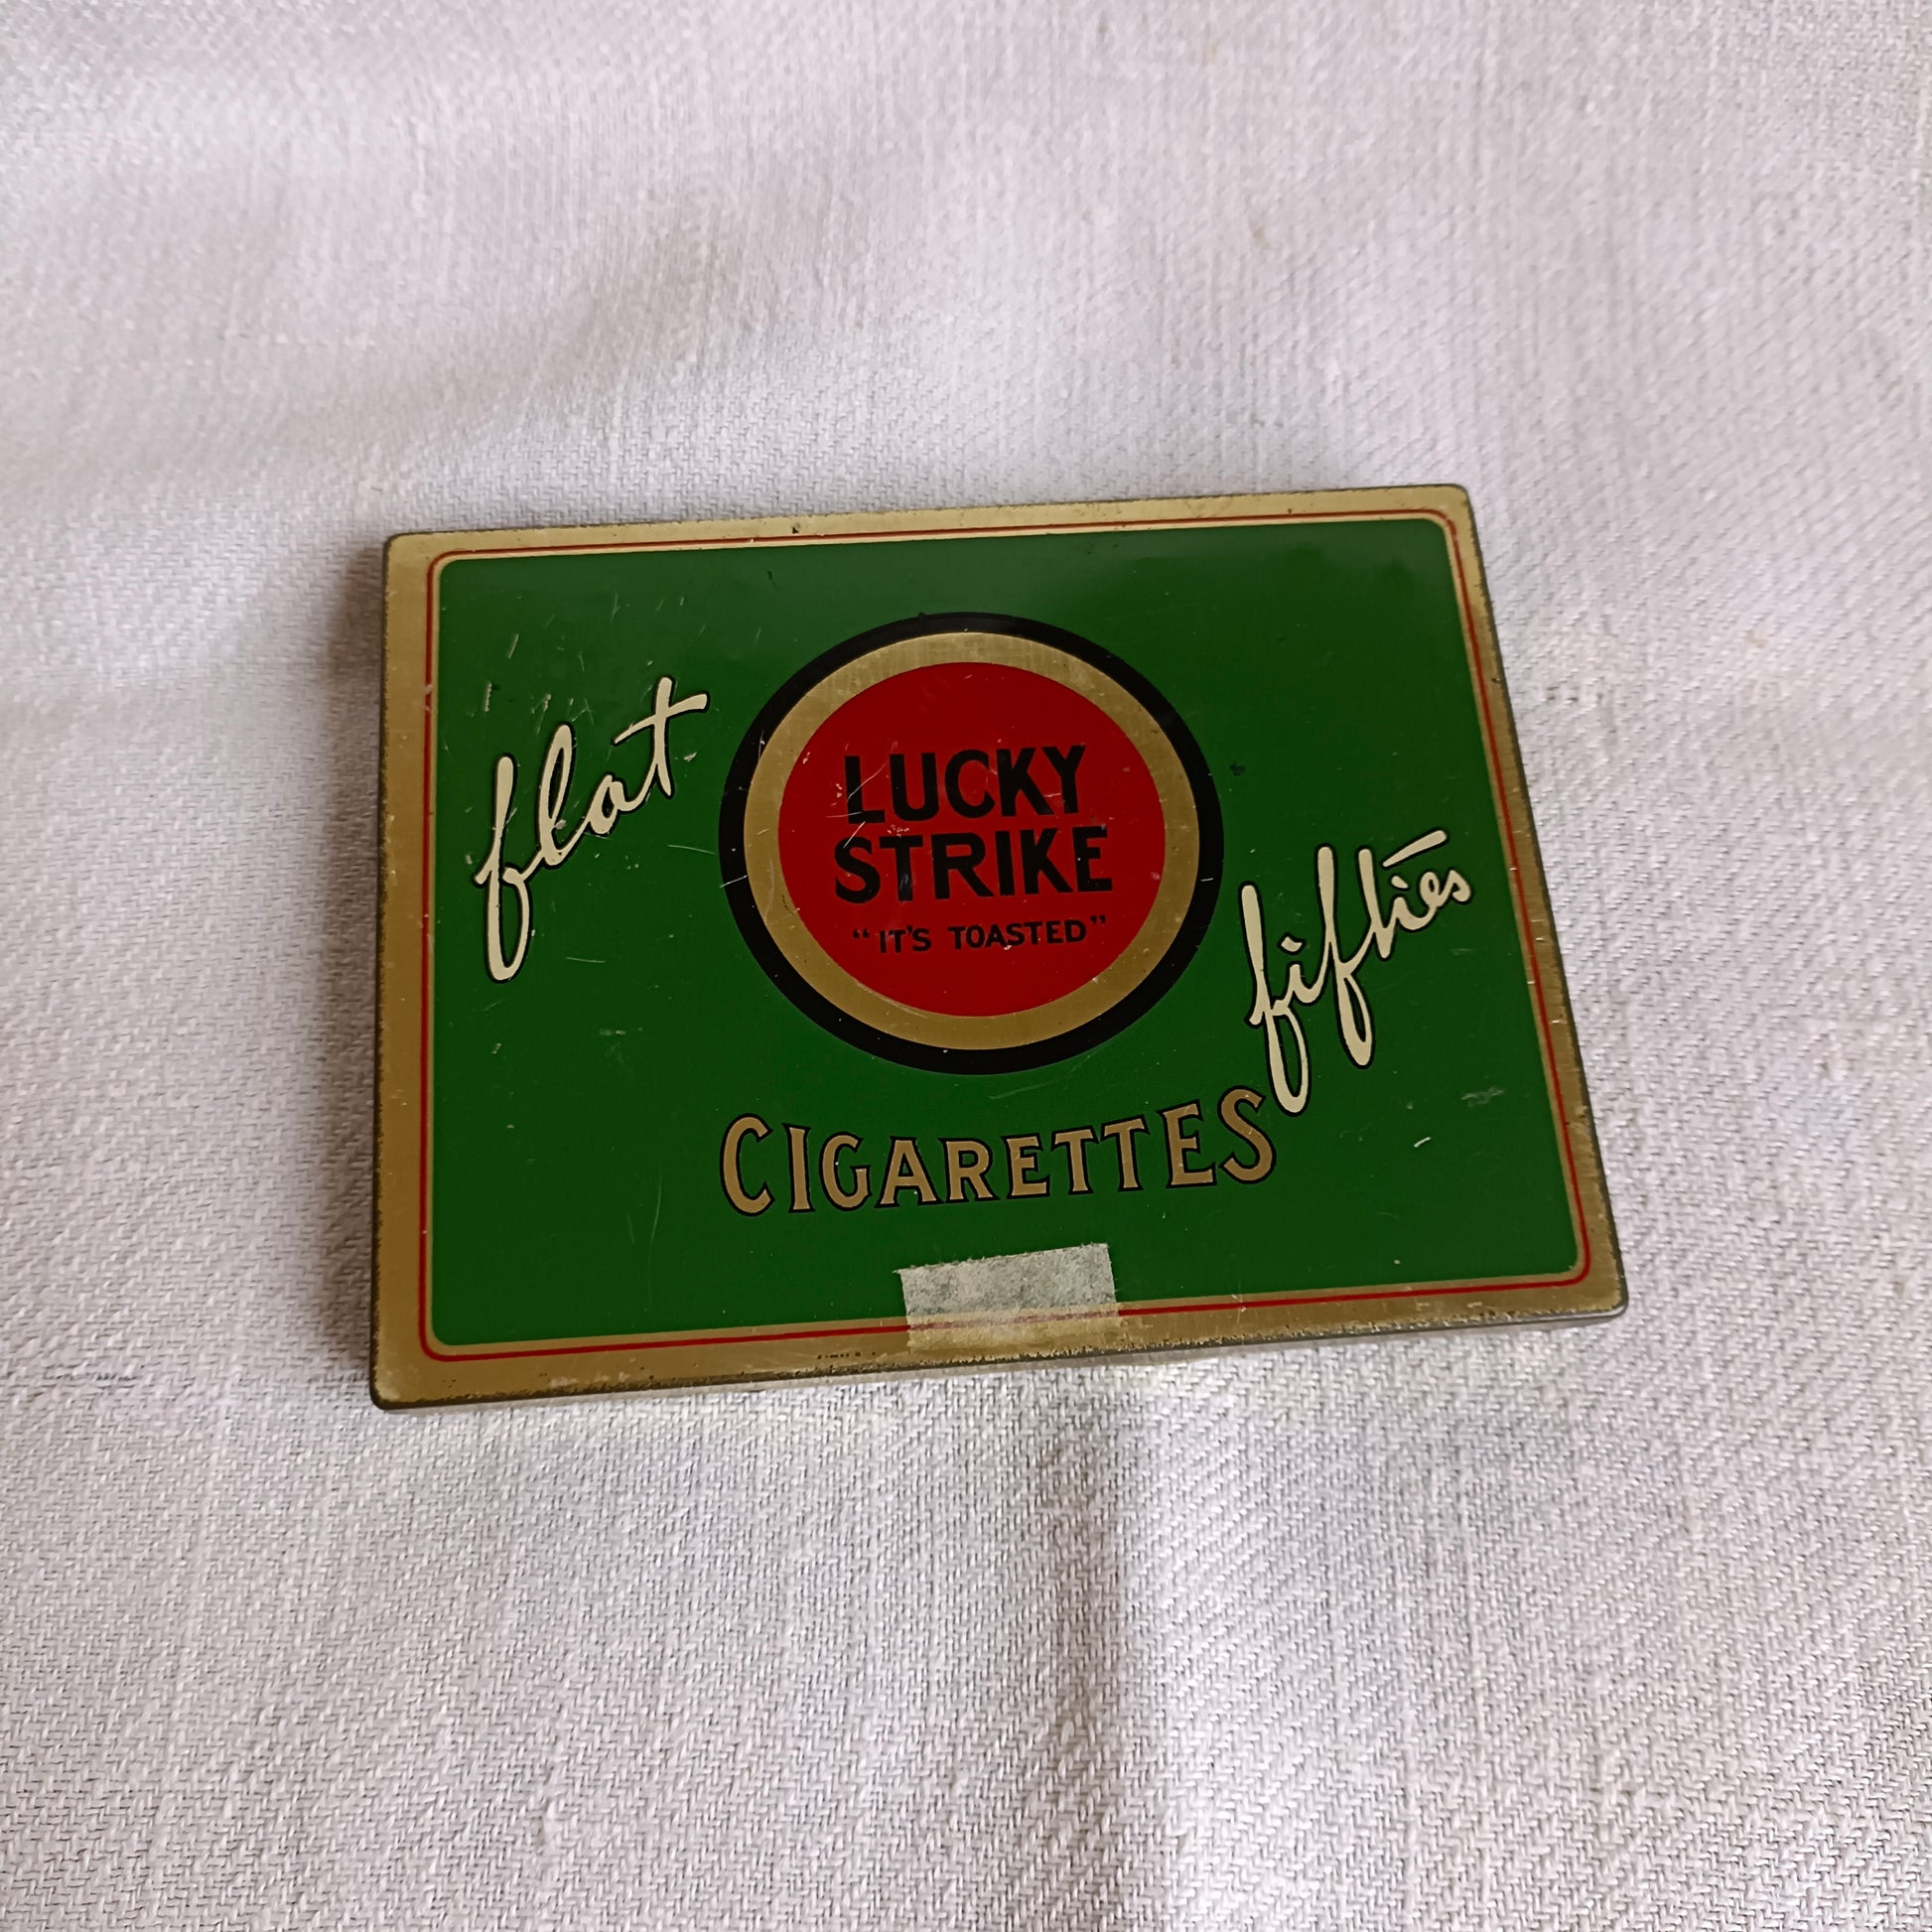 flat
LUCKY
STRIKE
"IT'S TOASTED"
fifties
CIGARETTES